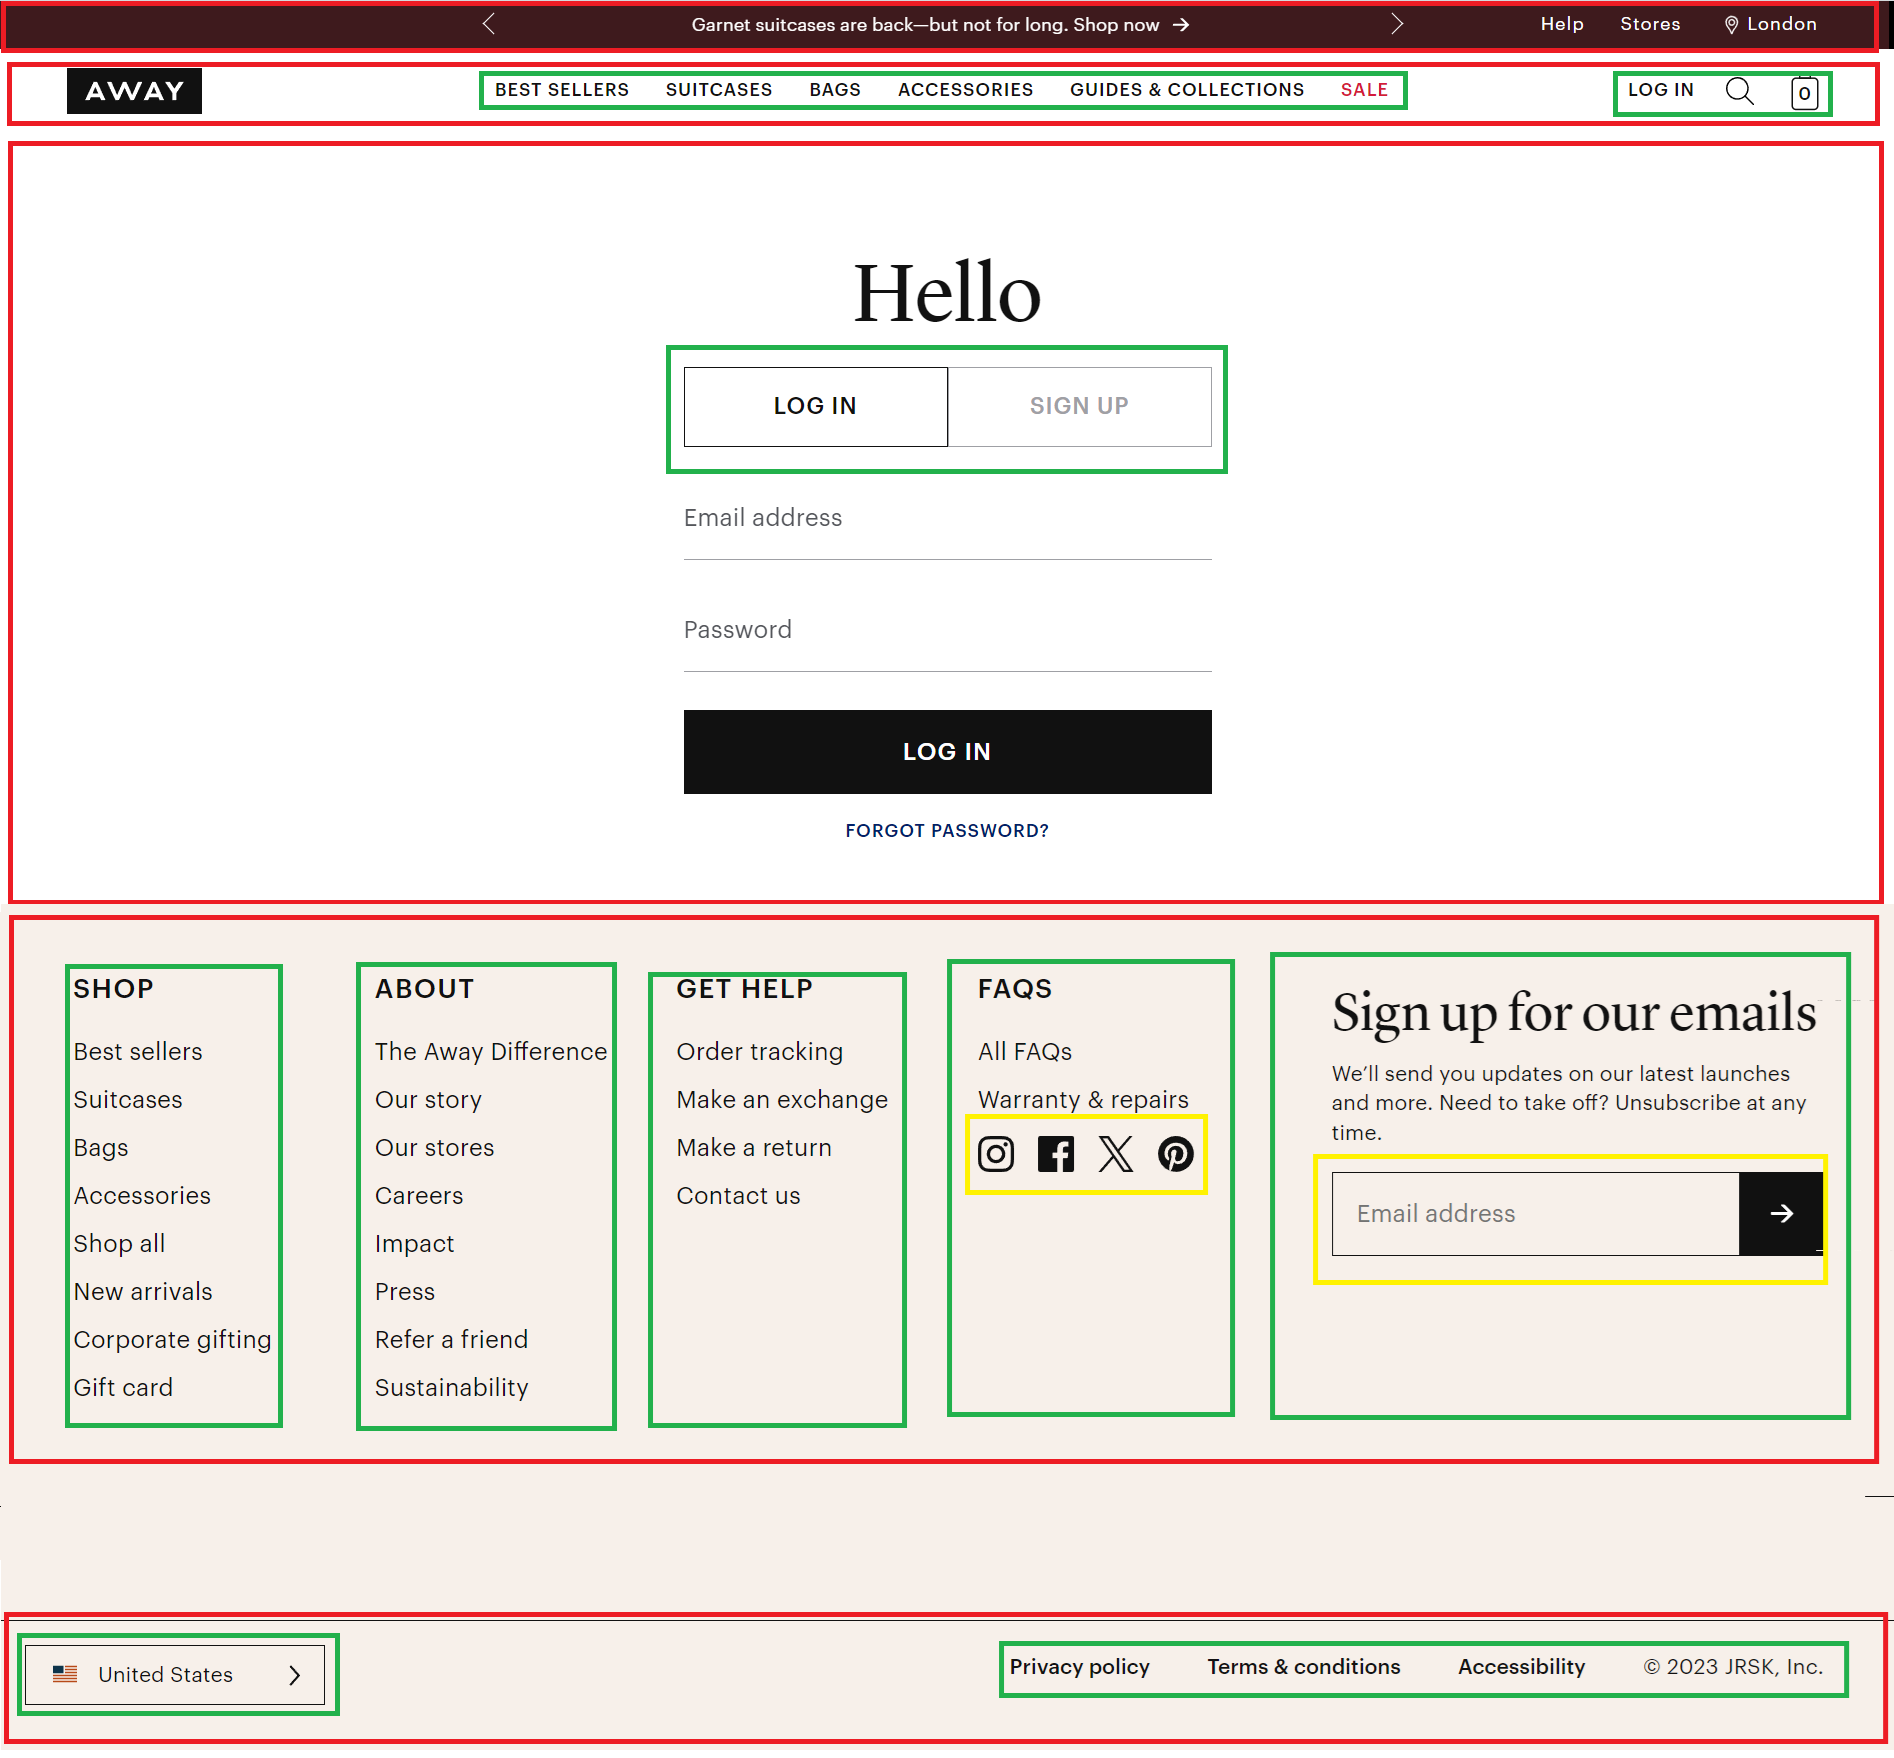 Garnet suitcases are back—but not for long. Shop now →
Help Stores London
AWAY
BEST SELLERS SUITCASES BAGS ACCESSORIES GUIDES & COLLECTIONS SALE
LOG IN 0
Hello
LOG IN SIGN UP
Email address
Password
LOG IN
FORGOT PASSWORD?
SHOP
Best sellers
Suitcases
Bags
Accessories
Shop all
New arrivals
Corporate gifting
Gift card
ABOUT
The Away Difference
Our story
Our stores
Careers
Impact
Press
Refer a friend
Sustainability
GET HELP
Order tracking
Make an exchange
Make a return
Contact us
FAQS
All FAQs
Warranty & repairs
Sign up for our emails
We’ll send you updates on our latest launches
and more. Need to take off? Unsubscribe at any
time.
Email address →
United States
Privacy policy Terms & conditions Accessibility © 2023 JRSK, Inc.